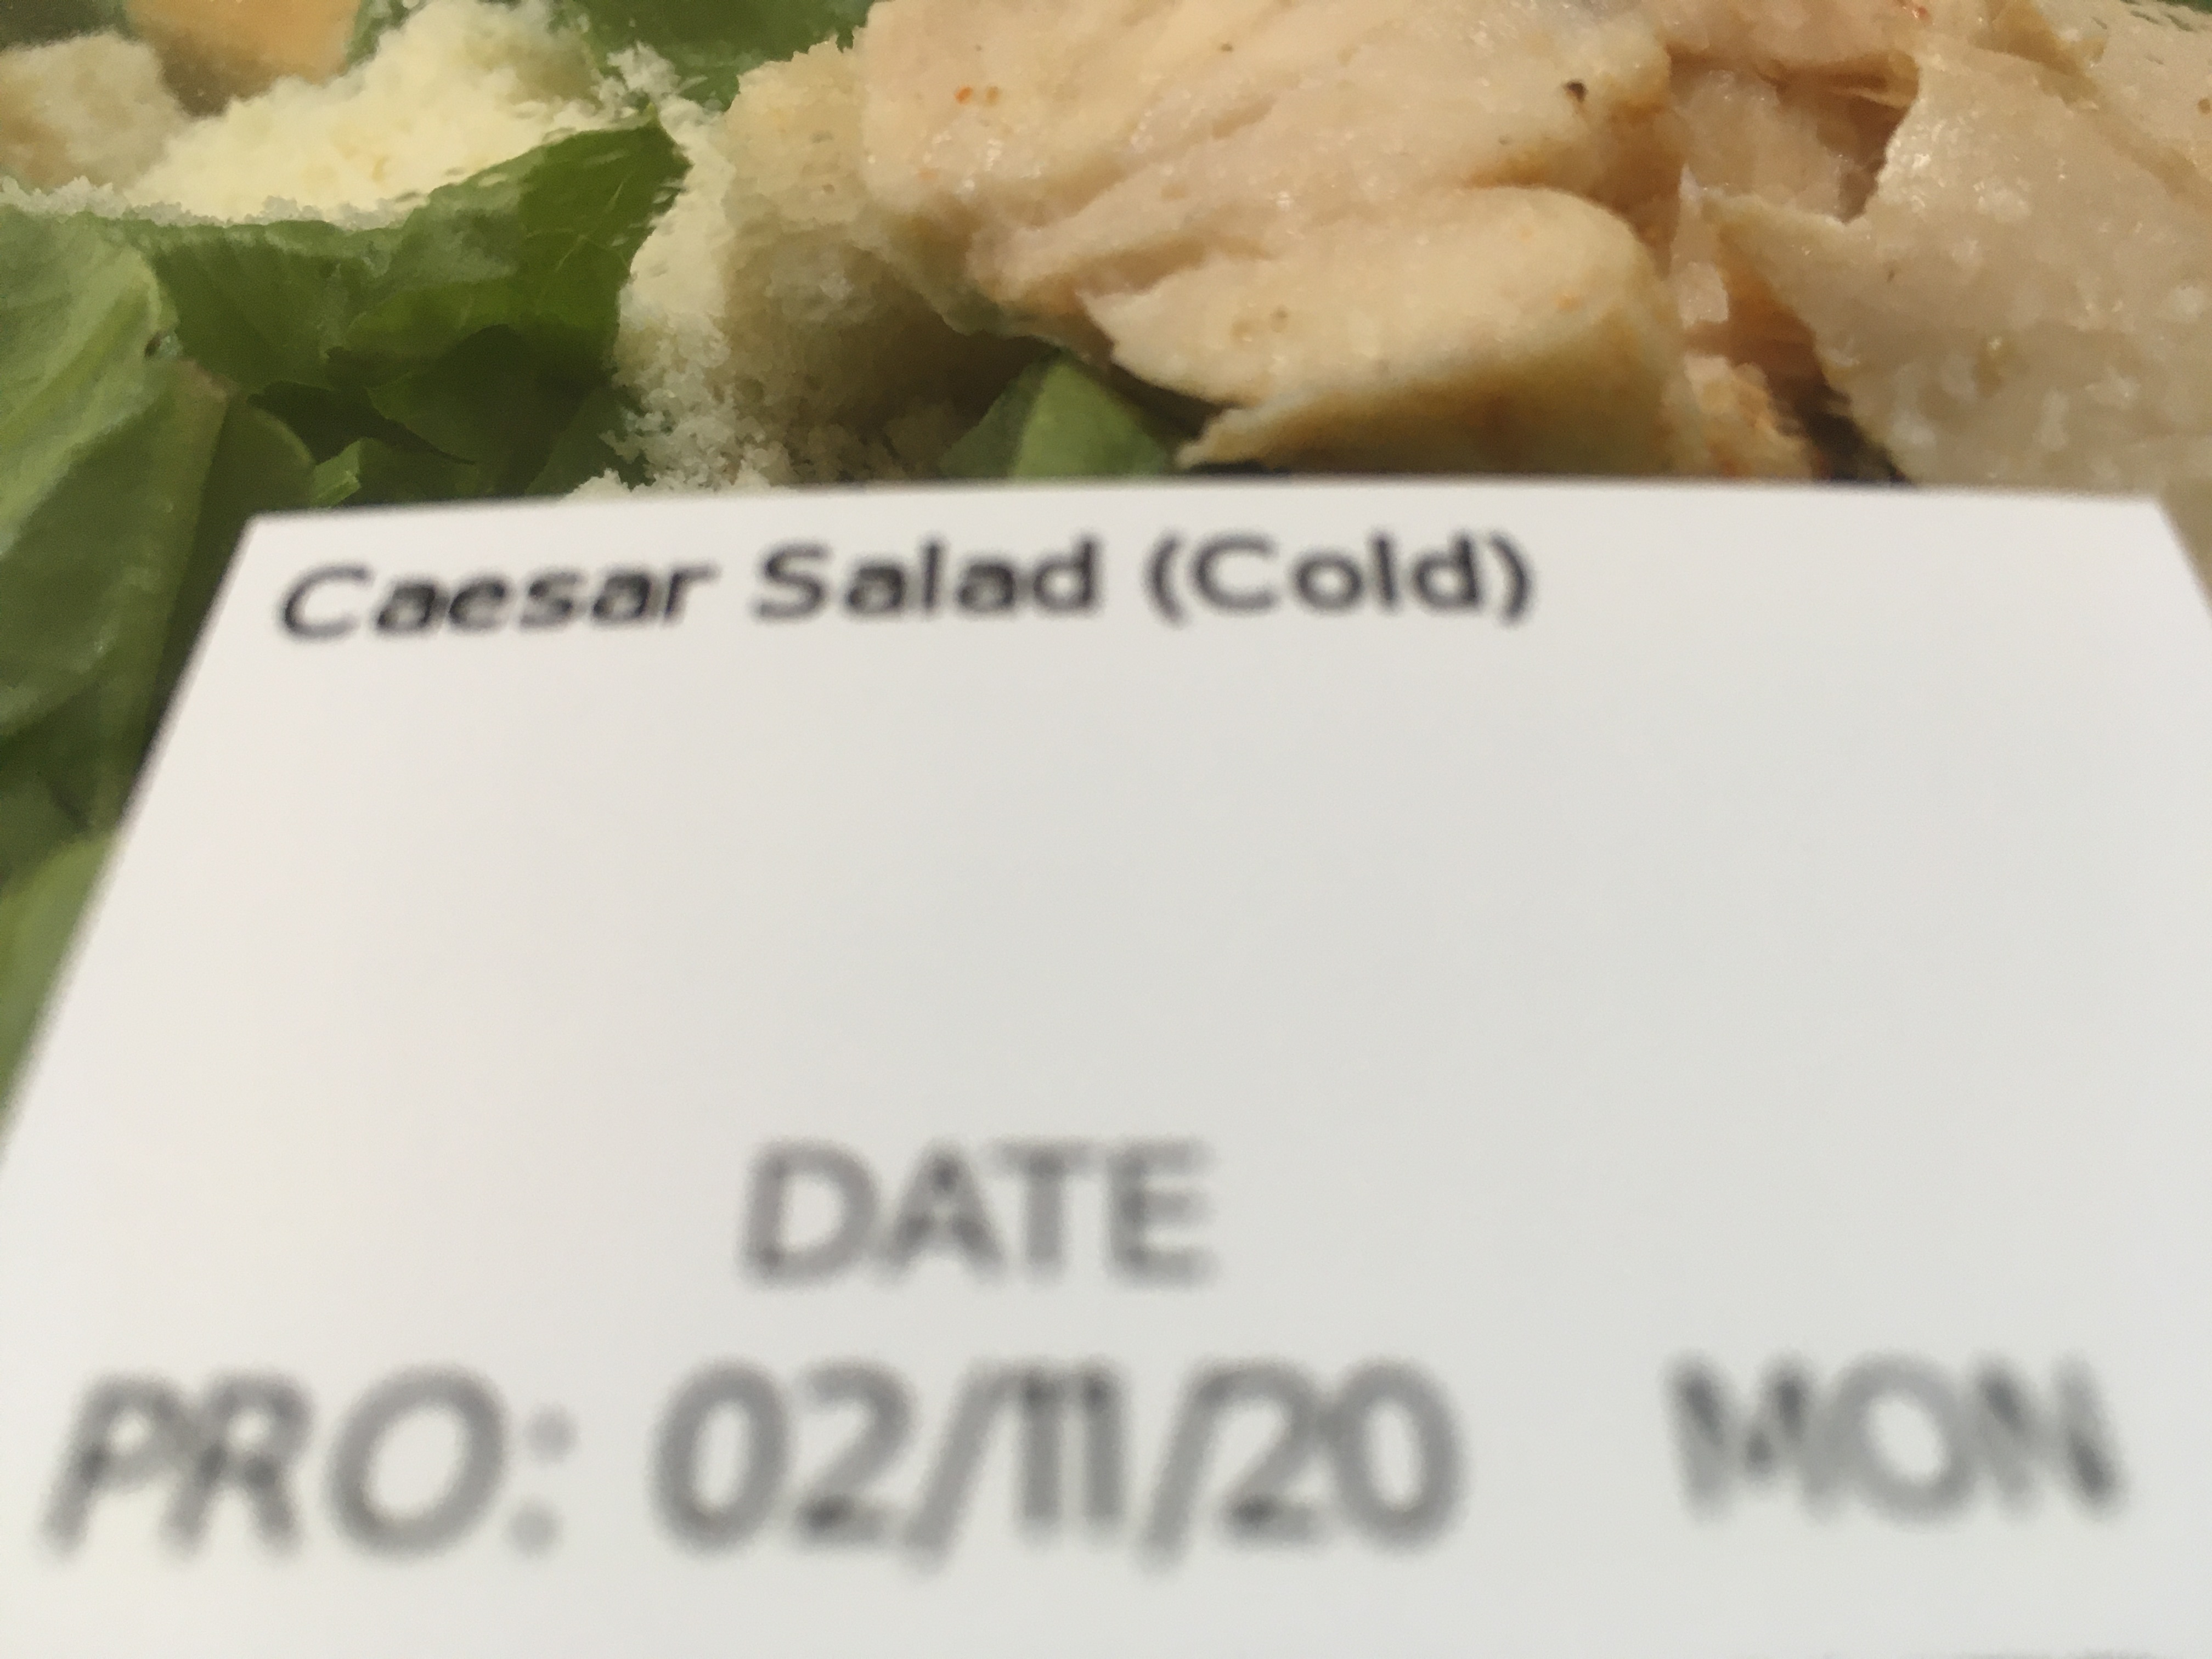 Caesar Salad (Cold)
DATE
PRO: 02/11/20 MON